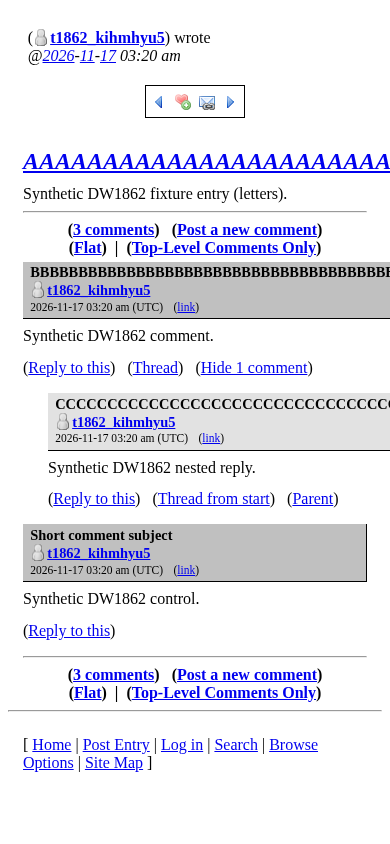 (t1862_kihmhyu5) wrote
@2026-11-17 03:20 am
AAAAAAAAAAAAAAAAAAAAAAA
Synthetic DW1862 fixture entry (letters).
(3 comments) (Post a new comment)
(Flat) | (Top-Level Comments Only)
BBBBBBBBBBBBBBBBBBBBBBBBBBBBBBBBBBBBBB
t1862_kihmhyu5
2026-11-17 03:20 am (UTC) (link)
Synthetic DW1862 comment.
(Reply to this) (Thread) (Hide 1 comment)
CCCCCCCCCCCCCCCCCCCCCCCCCCCCCCCC
t1862_kihmhyu5
2026-11-17 03:20 am (UTC) (link)
Synthetic DW1862 nested reply.
(Reply to this) (Thread from start) (Parent)
Short comment subject
t1862_kihmhyu5
2026-11-17 03:20 am (UTC) (link)
Synthetic DW1862 control.
(Reply to this)
(3 comments) (Post a new comment)
(Flat) | (Top-Level Comments Only)
[ Home | Post Entry | Log in | Search | Browse
Options | Site Map ]